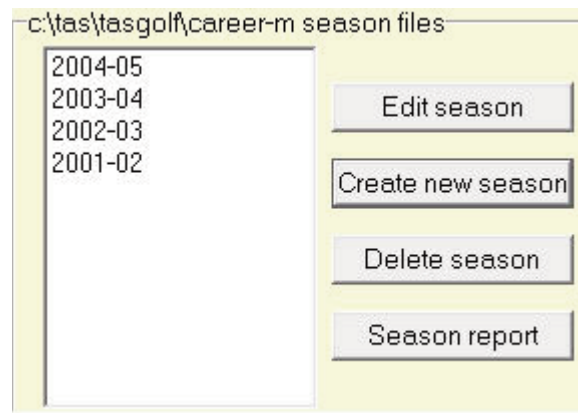 c:\tas\tasgolf\career-m season files
2004-05
2003-04
2002-03
2001-02
Edit season
Create new season
Delete season
Season report